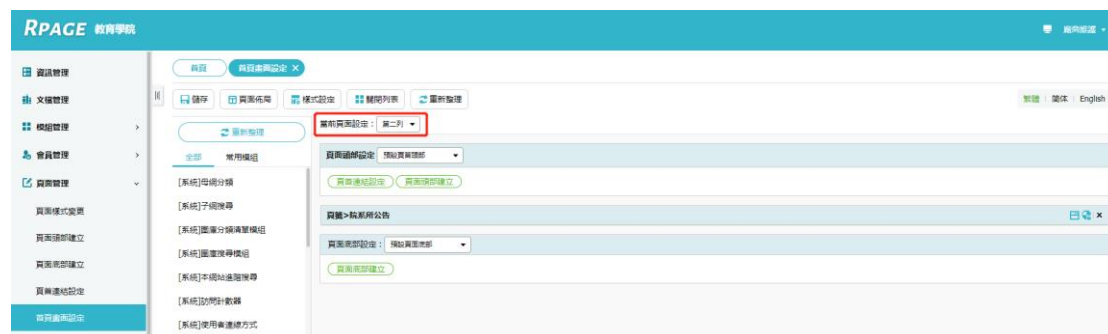 RPAGE 教育學院
廠商維護
資訊管理
文檔管理
模組管理
會員管理
頁面管理
頁面樣式變更
頁面頭部建立
頁面底部建立
頁首連結設定
首頁畫面設定
首頁
首頁畫面設定 ×
儲存
頁面佈局
樣式設定
關閉列表
重新整理
繁體 | 簡体 | English
重新整理
全部
常用模組
[系統]母網分類
[系統]子網搜尋
[系統]圖庫分類清單模組
[系統]圖庫搜尋模組
[系統]本網站進階搜尋
[系統]訪問計數器
[系統]使用者連線方式
當前頁面設定：第二列
頁面頭部設定 預設頁面頭部
頁首連結設定
頁面頭部建立
頁籤>院系所公告
頁面底部設定：預設頁面底部
頁面底部建立